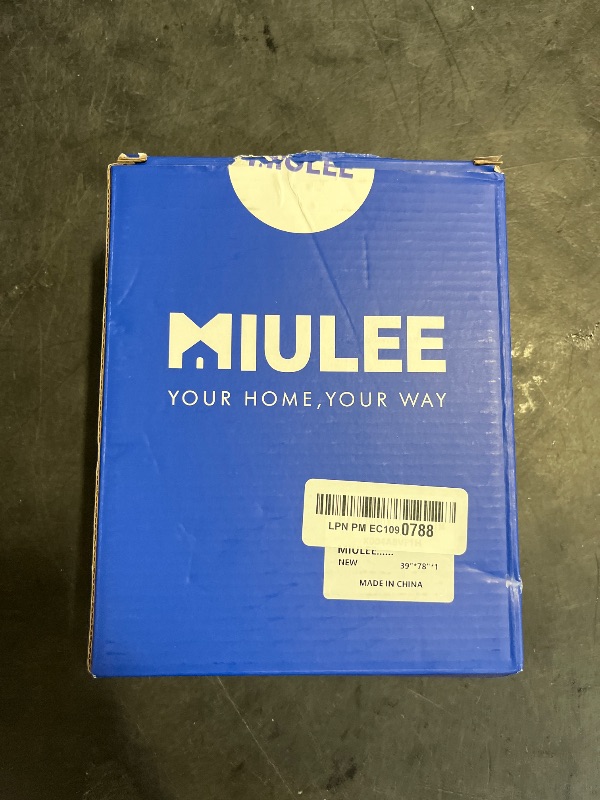 MIULEE
MIULEE
YOUR HOME, YOUR WAY
LPN PM EC1090788
MIULEE......
NEW 39"*78"*1
MADE IN CHINA